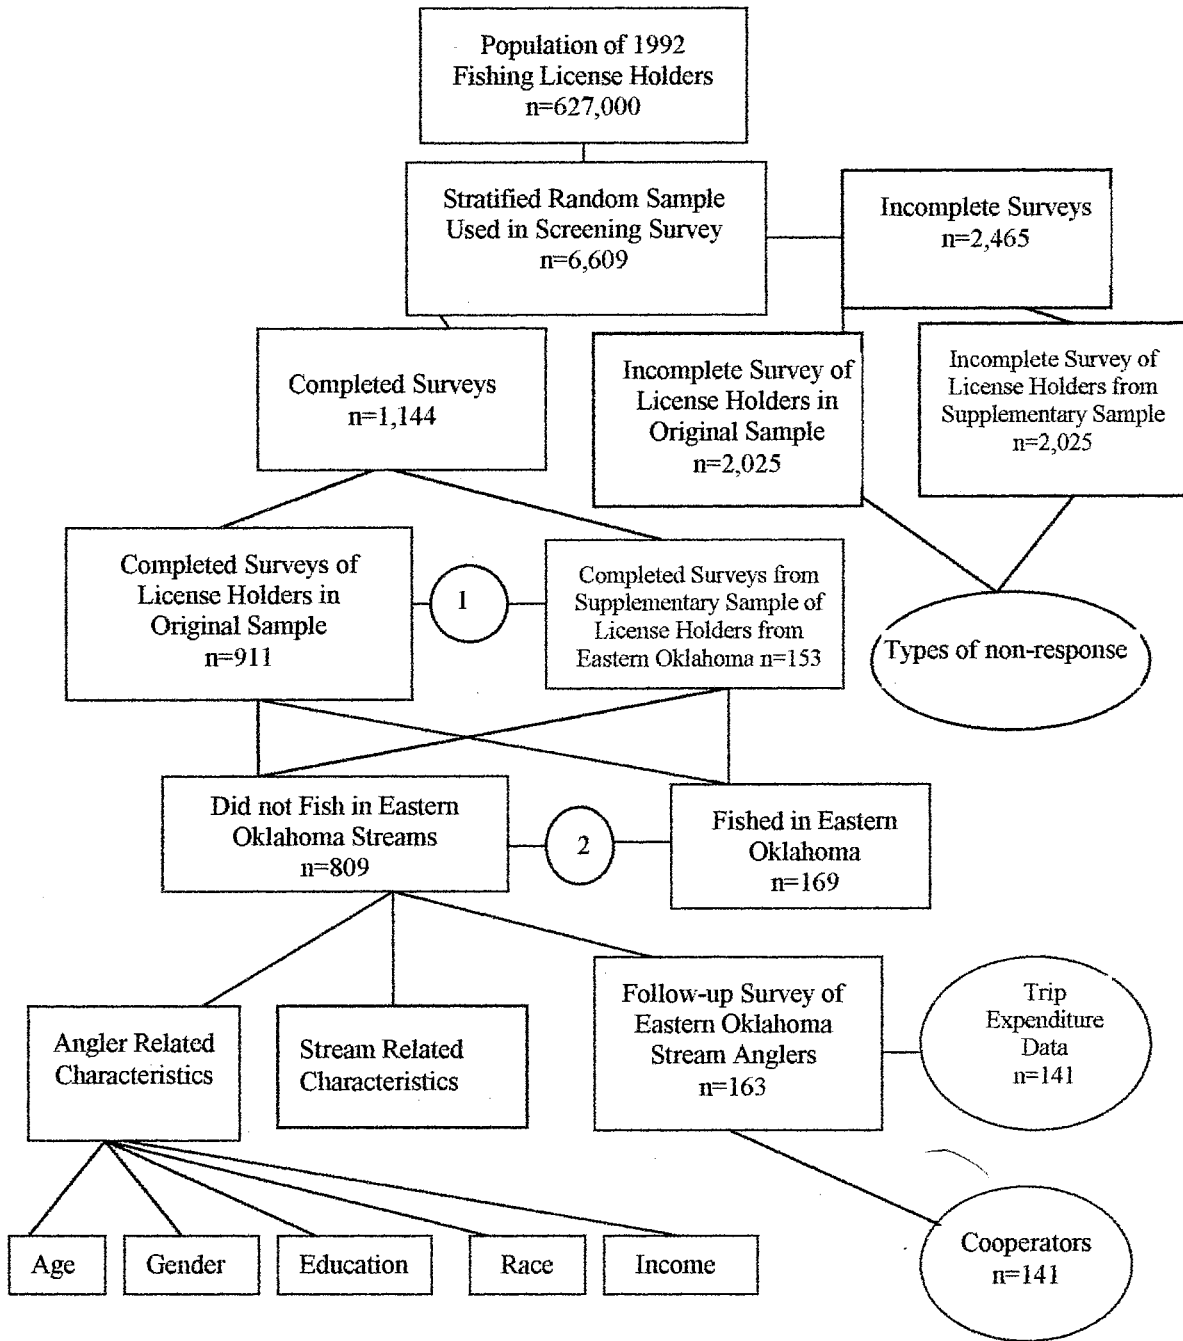 Population of 1992
Fishing License Holders
n=627,000
Stratified Random Sample
Used in Screening Survey
n=6,609
Incomplete Surveys
n=2,465
Completed Surveys
n=1,144
Incomplete Survey of
License Holders in
Original Sample
n=2,025
Incomplete Survey of
License Holders from
Supplementary Sample
n=2,025
Completed Surveys of
License Holders in
Original Sample
n=911
1
Completed Surveys from
Supplementary Sample of
License Holders from
Eastern Oklahoma n=153
Types of non-response
Did not Fish in Eastern
Oklahoma Streams
n=809
2
Fished in Eastern
Oklahoma
n=169
Angler Related
Characteristics
Stream Related
Characteristics
Follow-up Survey of
Eastern Oklahoma
Stream Anglers
n=163
Trip
Expenditure
Data
n=141
Age
Gender
Education
Race
Income
Cooperators
n=141